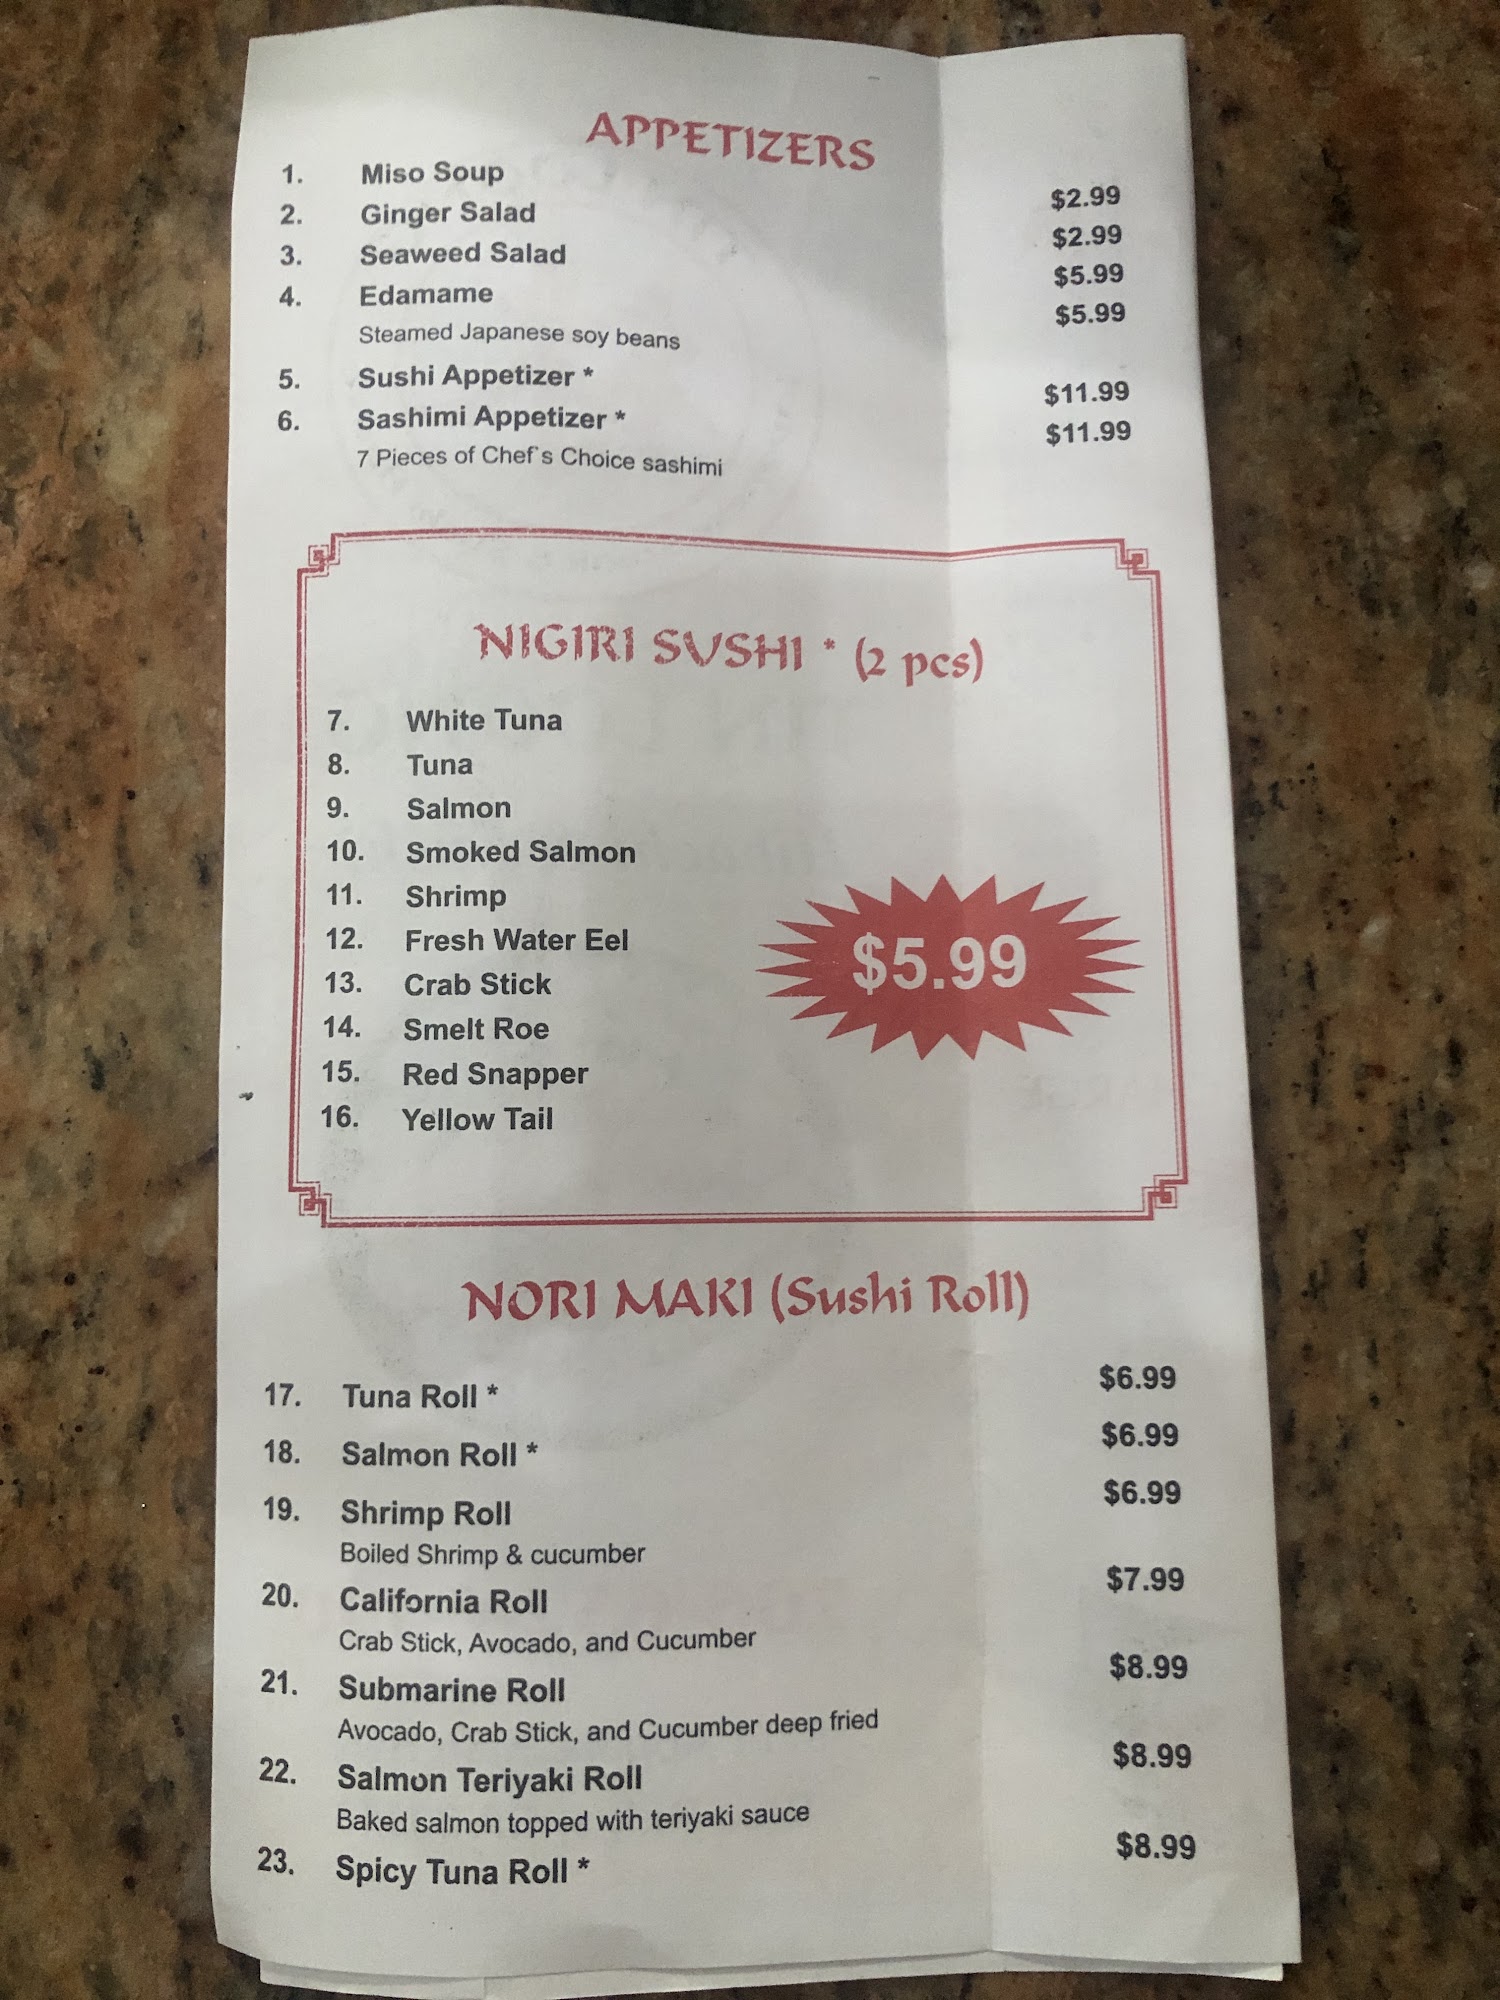 APPETIZERS
1. Miso Soup $2.99
2. Ginger Salad $2.99
3. Seaweed Salad $5.99
4. Edamame $5.99
Steamed Japanese soy beans
5. Sushi Appetizer * $11.99
6. Sashimi Appetizer * $11.99
7 Pieces of Chef`s Choice sashimi
NIGIRI SUSHI * (2 pcs)
7. White Tuna
8. Tuna
9. Salmon
10. Smoked Salmon
11. Shrimp
12. Fresh Water Eel
13. Crab Stick
14. Smelt Roe
15. Red Snapper
16. Yellow Tail
$5.99
NORI MAKI (Sushi Roll)
17. Tuna Roll * $6.99
18. Salmon Roll * $6.99
19. Shrimp Roll $6.99
Boiled Shrimp & cucumber
20. California Roll $7.99
Crab Stick, Avocado, and Cucumber
21. Submarine Roll $8.99
Avocado, Crab Stick, and Cucumber deep fried
22. Salmon Teriyaki Roll $8.99
Baked salmon topped with teriyaki sauce
23. Spicy Tuna Roll * $8.99